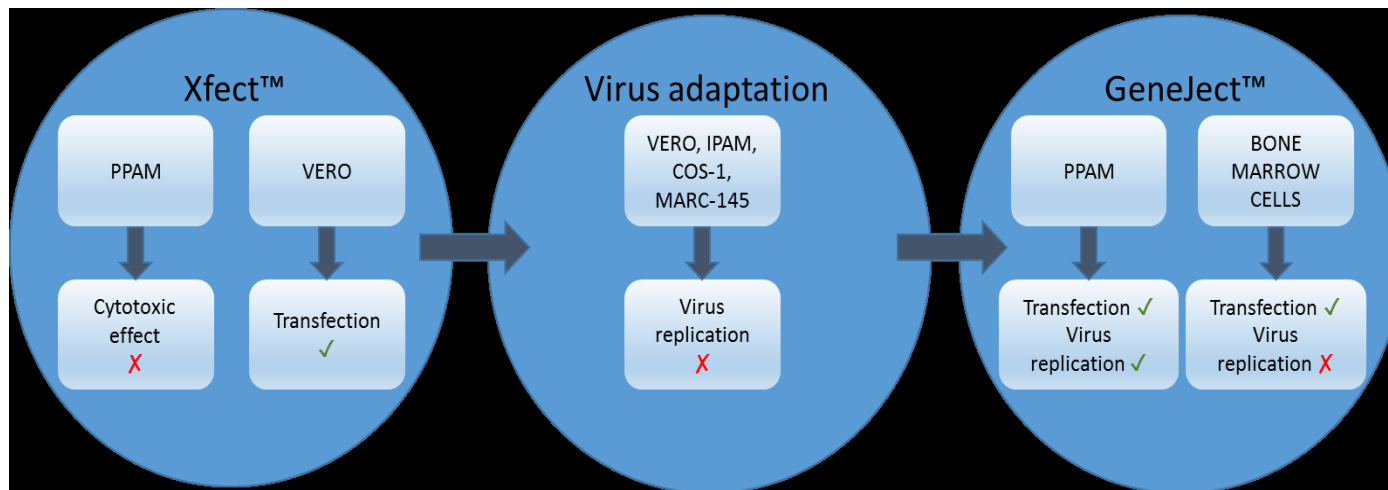 Xfect™
PPAM
VERO
Cytotoxic
effect
✗
Transfection
✓
Virus adaptation
VERO, IPAM,
COS-1,
MARC-145
Virus
replication
✗
GeneJect™
PPAM
BONE
MARROW
CELLS
Transfection ✓
Virus
replication ✓
Transfection ✓
Virus
replication ✗